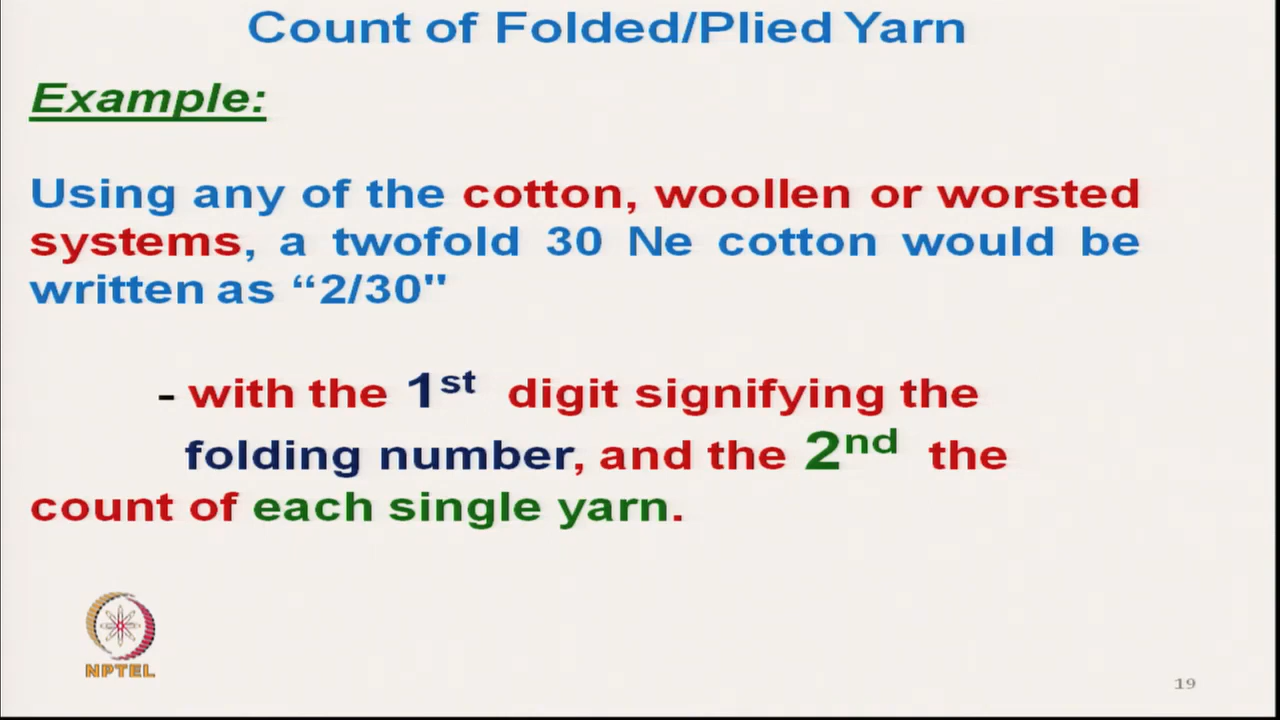 Count of Folded/Plied Yarn
Example:
Using any of the cotton, woollen or worsted
systems, a twofold 30 Ne cotton would be
written as “2/30"
- with the 1st digit signifying the
folding number, and the 2nd the
count of each single yarn.
NPTEL
19